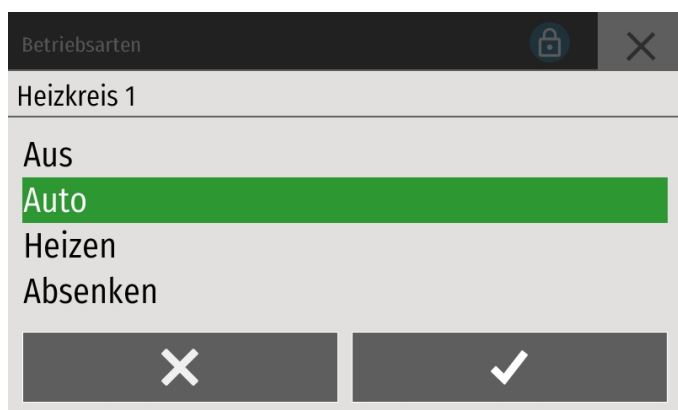 Betriebsarten
Heizkreis 1
Aus
Auto
Heizen
Absenken